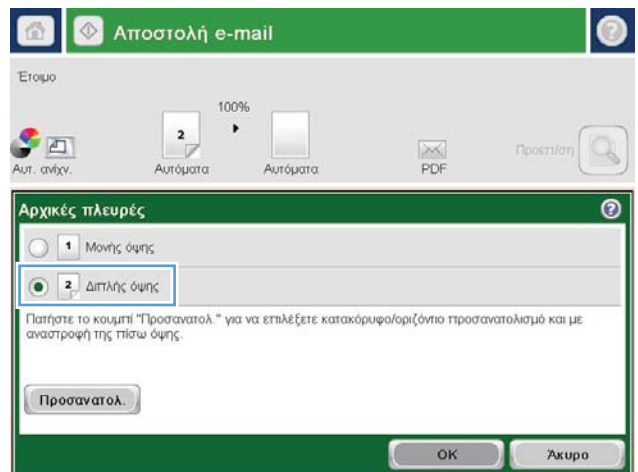 Αποστολή e-mail
Έτοιμο
100%
2
Αυτ. ανίχν.
Αυτόματα
Αυτόματα
PDF
Προεπ/ση
Αρχικές πλευρές
1 Μονής όψης
2 Διπλής όψης
Πατήστε το κουμπί "Προσανατολ." για να επιλέξετε κατακόρυφο/οριζόντιο προσανατολισμό και με
αναστροφή της πίσω όψης.
Προσανατολ.
OK
Άκυρο